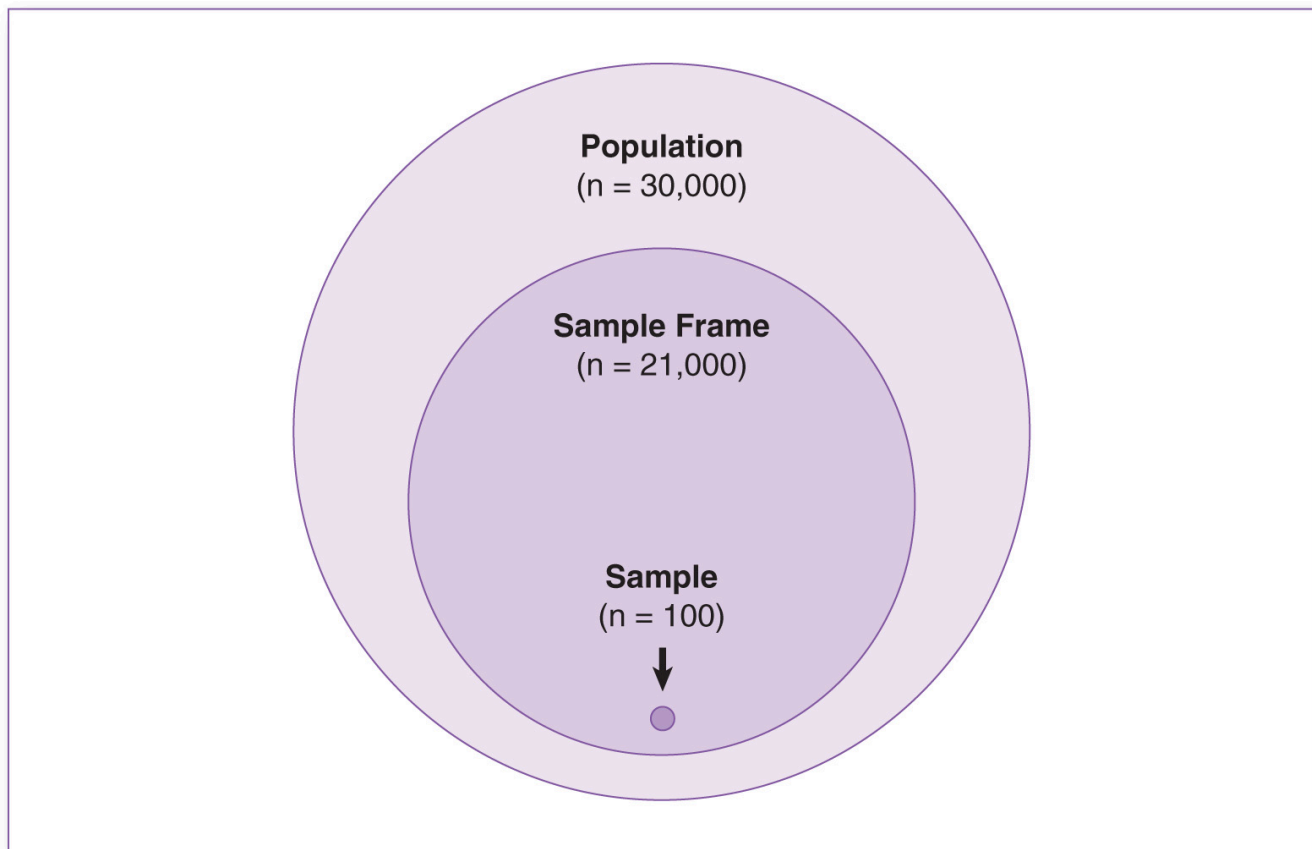 Population
(n = 30,000)
Sample Frame
(n = 21,000)
Sample
(n = 100)